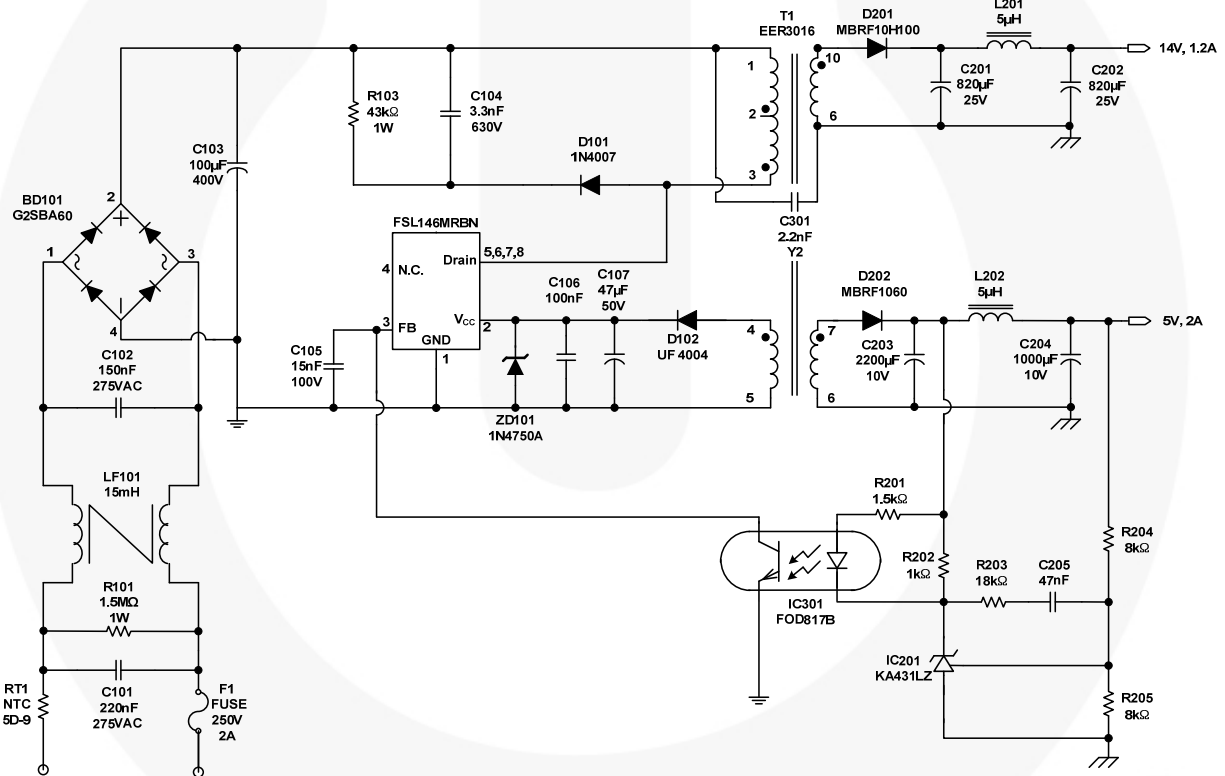 L201
5μH
T1
EER3016
D201
MBRF10H100
14V, 1.2A
1
10
2
3
6
C201
820μF
25V
C202
820μF
25V
R103
43kΩ
1W
C104
3.3nF
630V
D101
1N4007
C103
100μF
400V
BD101
G2SBA60
2
1
3
4
C301
2.2nF
Y2
FSL146MRBN
Drain
5,6,7,8
4
N.C.
3
FB
VCC
2
GND
1
C106
100nF
C107
47μF
50V
D102
UF 4004
4
5
7
6
D202
MBRF1060
L202
5μH
5V, 2A
C203
2200μF
10V
C204
1000μF
10V
C105
15nF
100V
ZD101
1N4750A
C102
150nF
275VAC
LF101
15mH
R201
1.5kΩ
R202
1kΩ
R203
18kΩ
C205
47nF
R204
8kΩ
IC301
FOD817B
R101
1.5MΩ
1W
IC201
KA431LZ
R205
8kΩ
RT1
NTC
5D-9
C101
220nF
275VAC
F1
FUSE
250V
2A